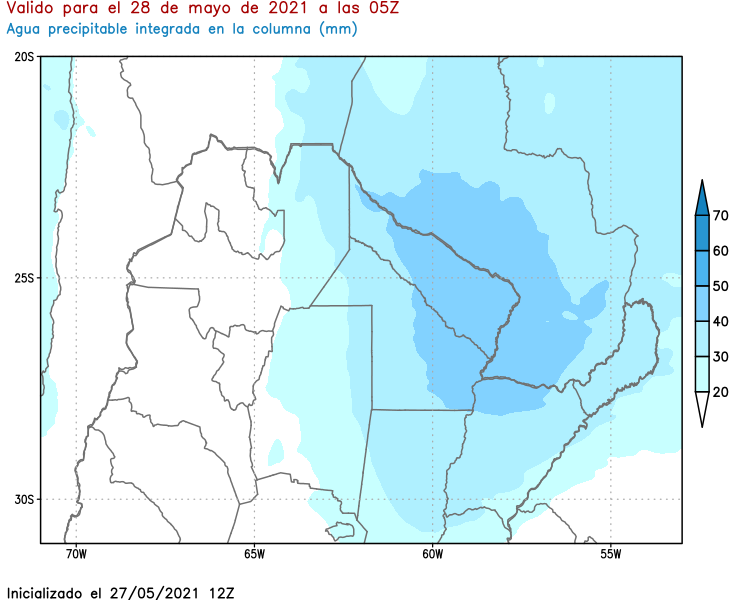 Valido para el 28 de mayo de 2021 a las 05Z
Agua precipitable integrada en la columna (mm)
20S
25S
30S
70W
65W
60W
55W
70
60
50
40
30
20
Inicializado el 27/05/2021 12Z